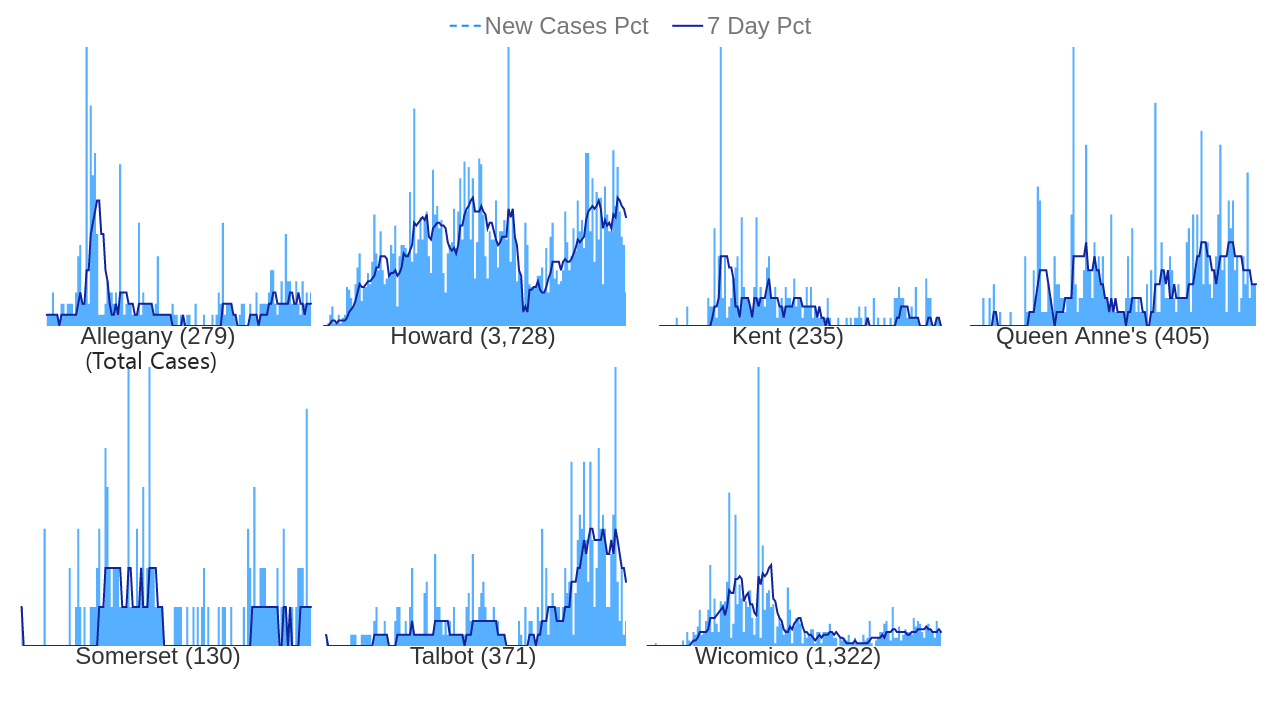 New Cases Pct 7 Day Pct
Allegany (279)
(Total Cases)
Howard (3,728)
Kent (235)
Queen Anne's (405)
Somerset (130)
Talbot (371)
Wicomico (1,322)